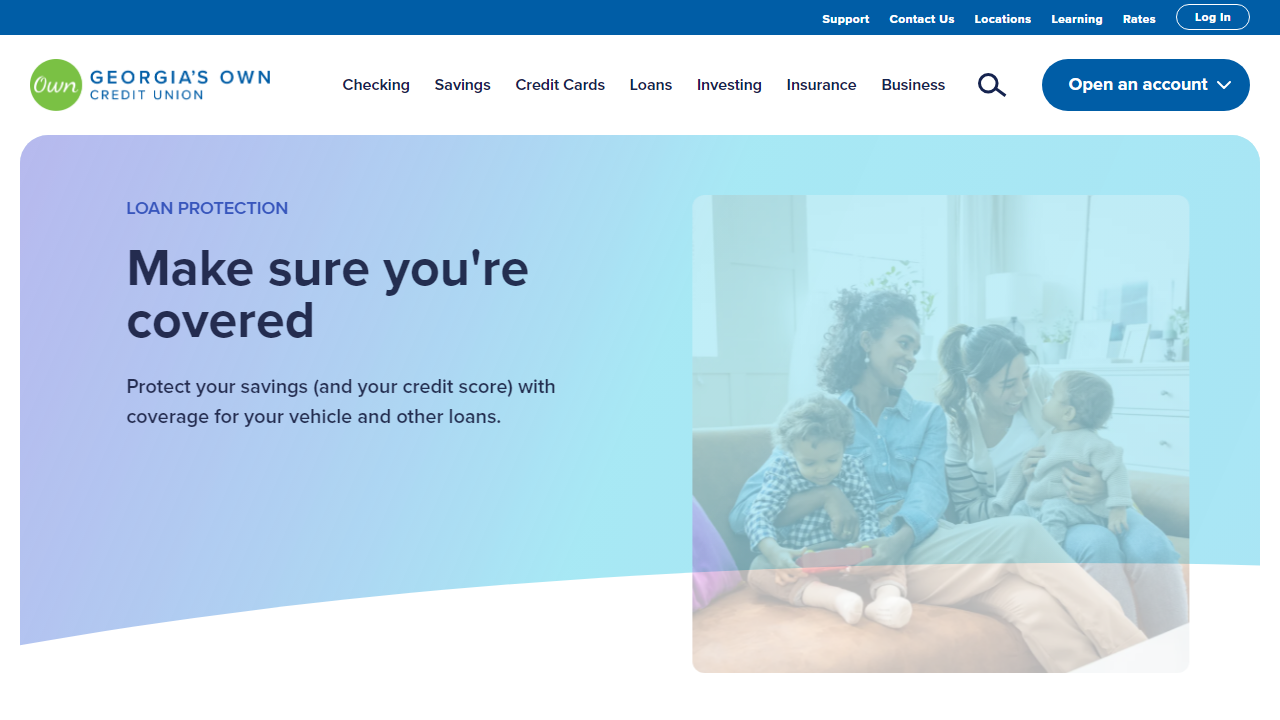 Support Contact Us Locations Learning Rates Log In
Own GEORGIA'S OWN
CREDIT UNION
Checking Savings Credit Cards Loans Investing Insurance Business Open an account
LOAN PROTECTION
Make sure you're
covered
Protect your savings (and your credit score) with
coverage for your vehicle and other loans.